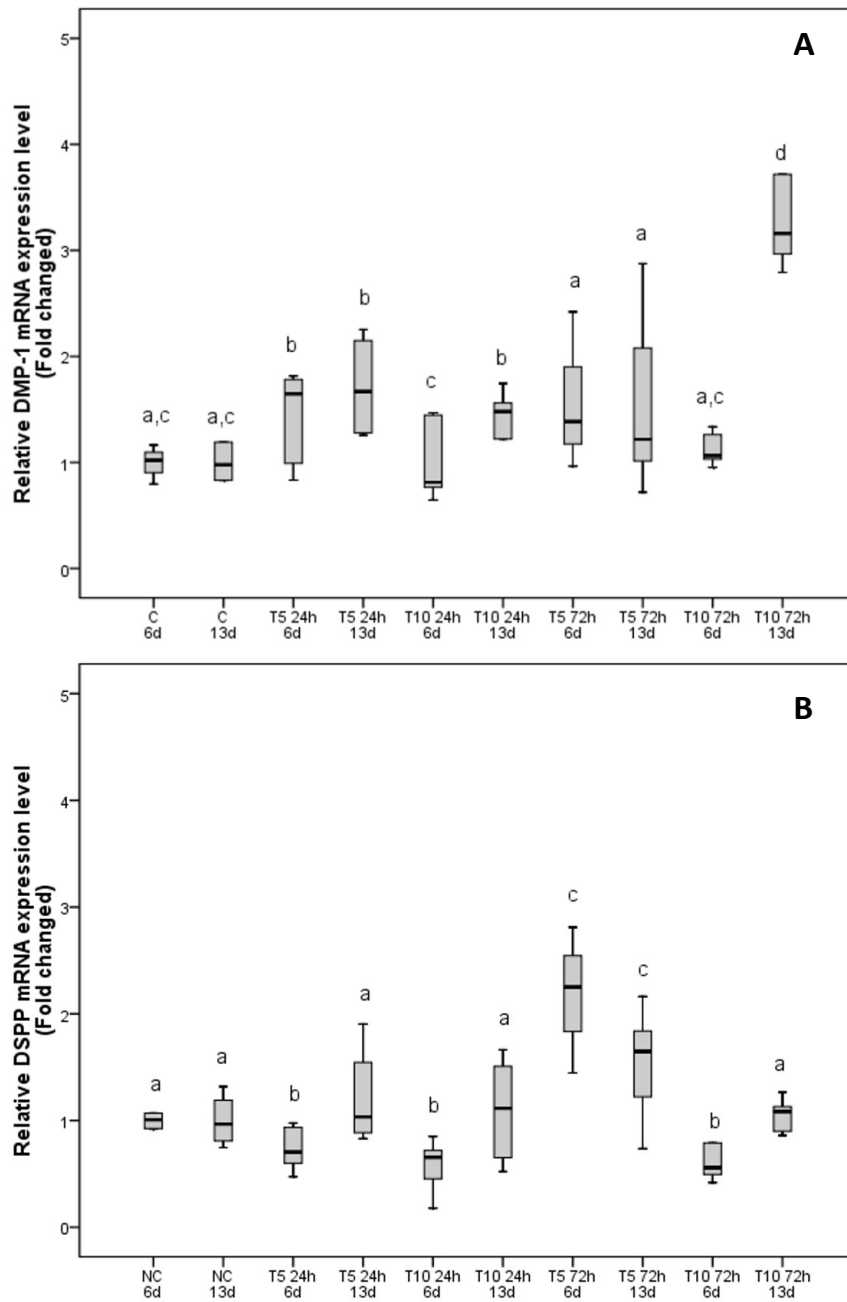 A
Relative DMP-1 mRNA expression level
(Fold changed)
5
4
3
2
1
0
a,c
a,c
b
b
c
b
a
a
a,c
d
C
6d
C
13d
T5 24h
6d
T5 24h
13d
T10 24h
6d
T10 24h
13d
T5 72h
6d
T5 72h
13d
T10 72h
6d
T10 72h
13d
B
Relative DSPP mRNA expression level
(Fold changed)
5
4
3
2
1
0
a
a
b
a
b
a
c
c
b
a
NC
6d
NC
13d
T5 24h
6d
T5 24h
13d
T10 24h
6d
T10 24h
13d
T5 72h
6d
T5 72h
13d
T10 72h
6d
T10 72h
13d